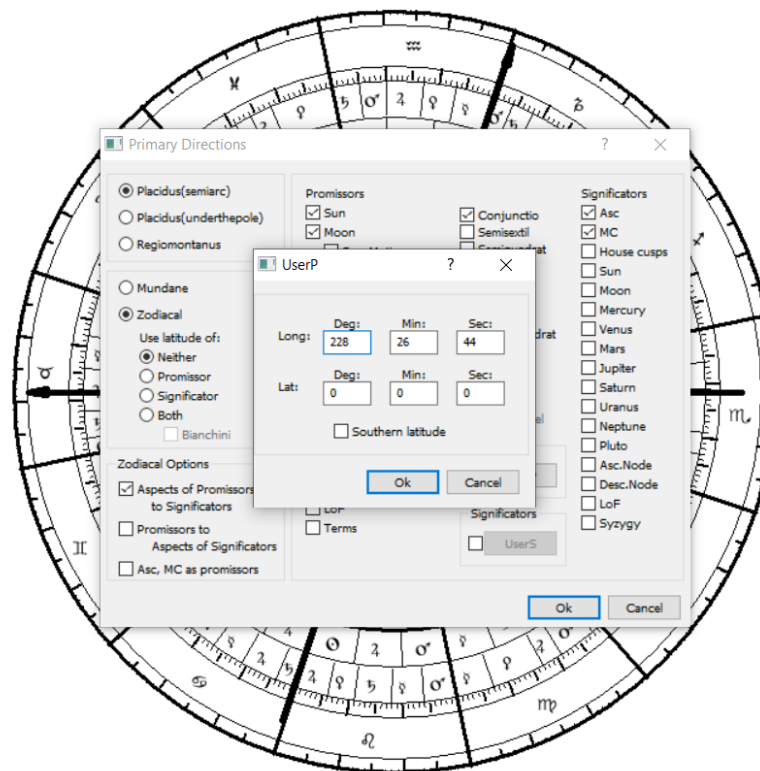 Primary Directions
?
Placidus(semiarc)
Placidus(underthepole)
Regiomontanus
Mundane
Zodiacal
Use latitude of:
Neither
Promissor
Significator
Both
Bianchini
Zodiacal Options
Aspects of Promissors
to Significators
Promissors to
Aspects of Significators
Asc, MC as promissors
Promissors
Sun
Moon
Terms
Conjunctio
Semisextil
Significators
UserS
Significators
Asc
MC
House cusps
Sun
Moon
Mercury
Venus
Mars
Jupiter
Saturn
Uranus
Neptune
Pluto
Asc.Node
Desc.Node
LoF
Syzygy
Ok
Cancel
UserP
?
Deg: Min: Sec:
Long: 228 26 44
Deg: Min: Sec:
Lat: 0 0 0
Southern latitude
Ok Cancel